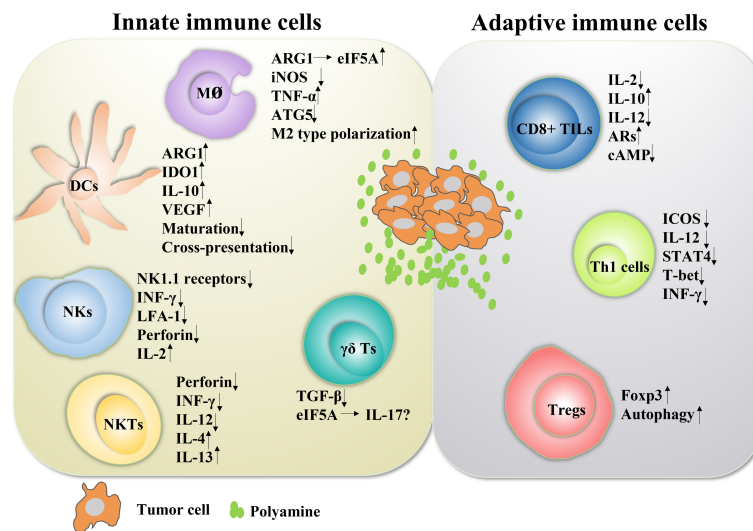 Innate immune cells
Adaptive immune cells
MØ
ARG1→ eIF5A↑
iNOS ↓
TNF-α↑
ATG5↓
M2 type polarization↑
DCs
ARG1↑
IDO1↑
IL-10↑
VEGF↑
Maturation↓
Cross-presentation↓
NKs
NK1.1 receptors↓
INF-γ↓
LFA-1↓
Perforin↓
IL-2↑
NKTs
Perforin↓
INF-γ↓
IL-12↓
IL-4↑
IL-13↑
γδ Ts
TGF-β↓
eIF5A→ IL-17?
CD8+ TILs
IL-2↓
IL-10↑
IL-12↓
ARs↑
cAMP↓
Th1 cells
ICOS↓
IL-12↓
STAT4↓
T-bet↓
INF-γ↓
Tregs
Foxp3↑
Autophagy↑
Tumor cell
Polyamine